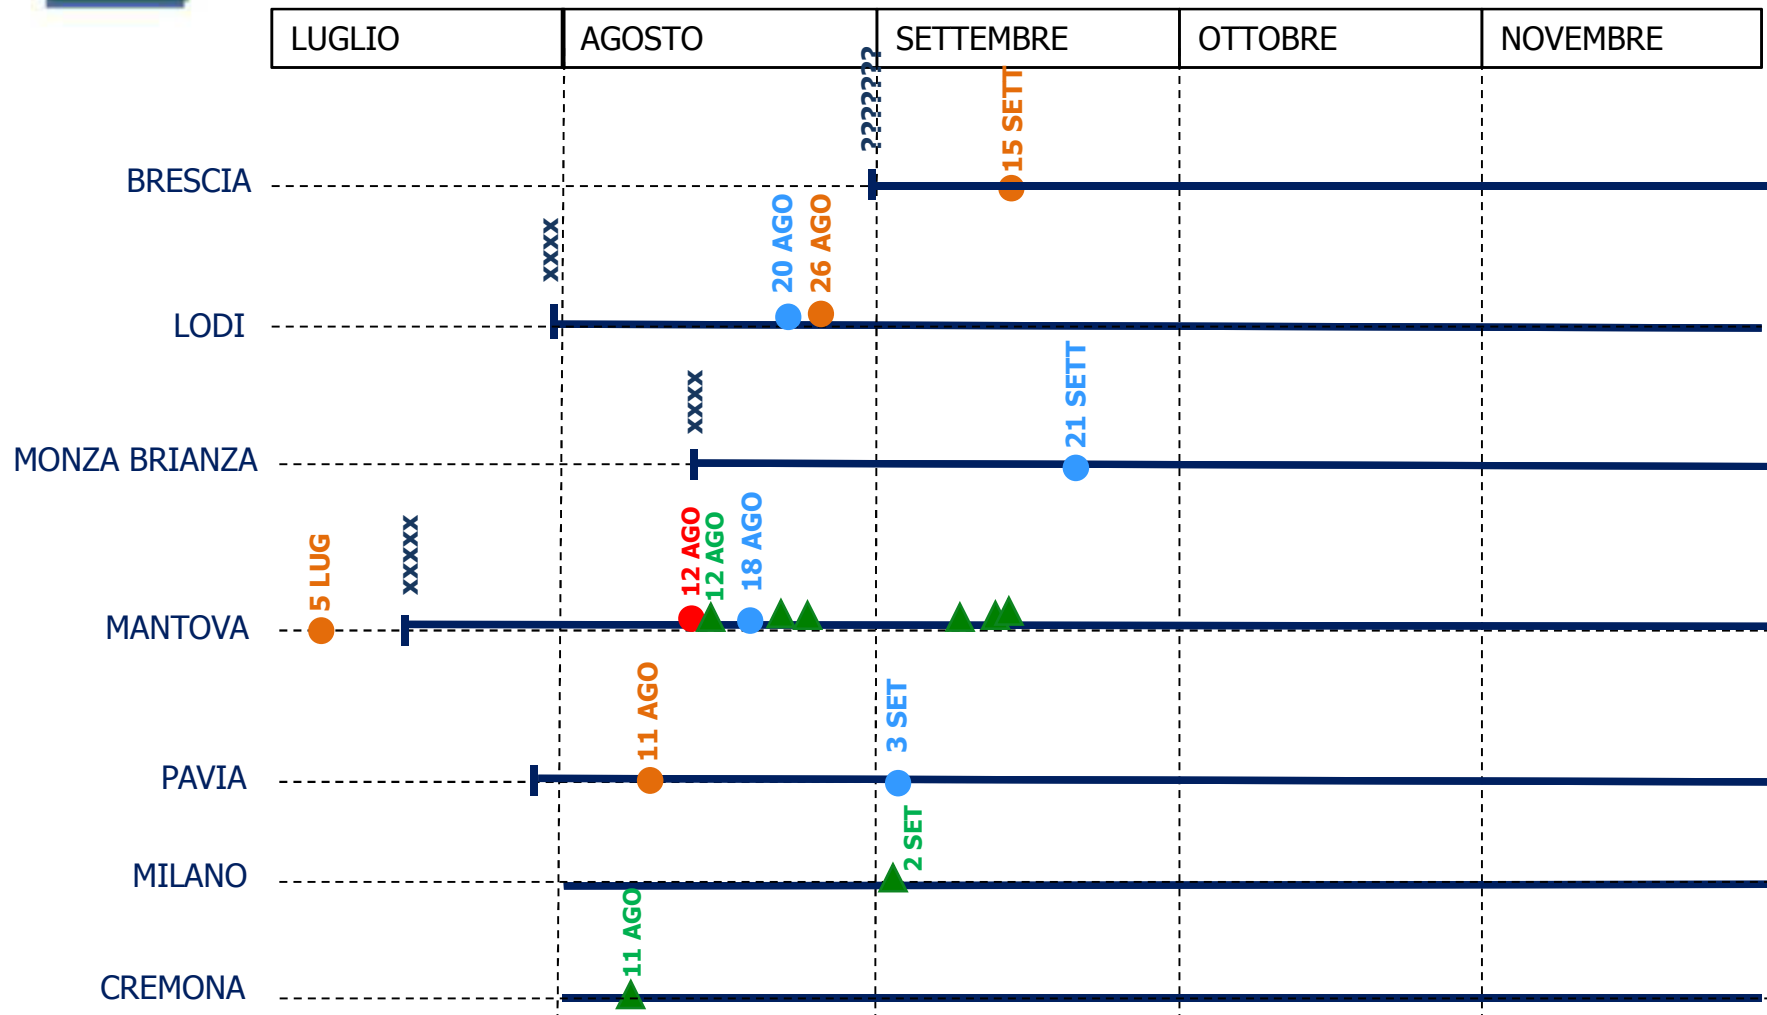 LUGLIO
AGOSTO
SETTEMBRE
OTTOBRE
NOVEMBRE
???????
15 SETT
BRESCIA
xxxx
20 AGO
26 AGO
LODI
xxxx
21 SETT
MONZA BRIANZA
5 LUG
xxxxx
12 AGO
12 AGO
18 AGO
MANTOVA
11 AGO
3 SET
PAVIA
2 SET
MILANO
11 AGO
CREMONA